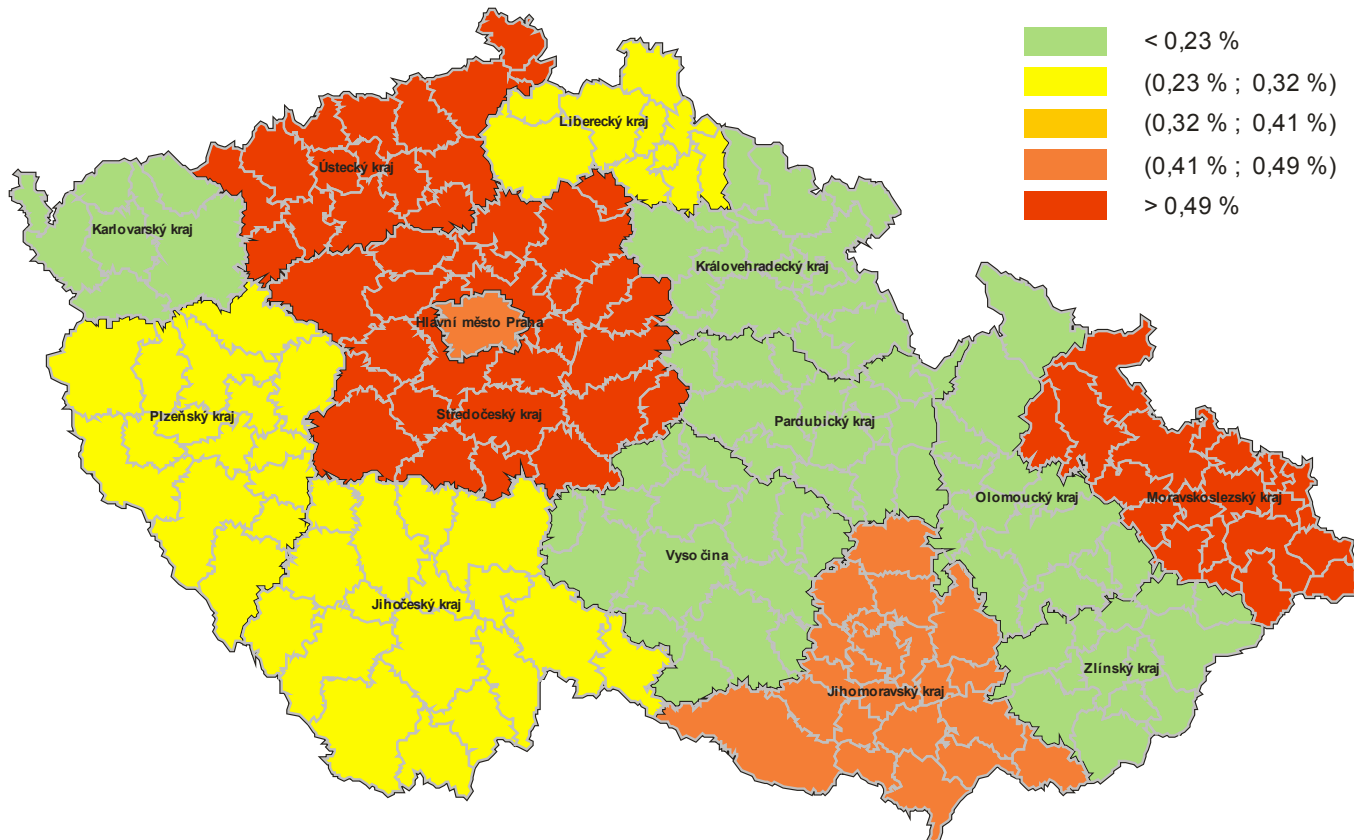 < 0,23 %
(0,23 % ; 0,32 %)
(0,32 % ; 0,41 %)
(0,41 % ; 0,49 %)
> 0,49 %
Liberecký kraj
Ústecký kraj
Karlovarský kraj
Královehradecký kraj
Hlavní město Praha
Plzeňský kraj
Středočeský kraj
Pardubický kraj
Olomoucký kraj
Moravskoslezský kraj
Vyso čina
Jihočeský kraj
Zlínský kraj
Jihomoravský kraj